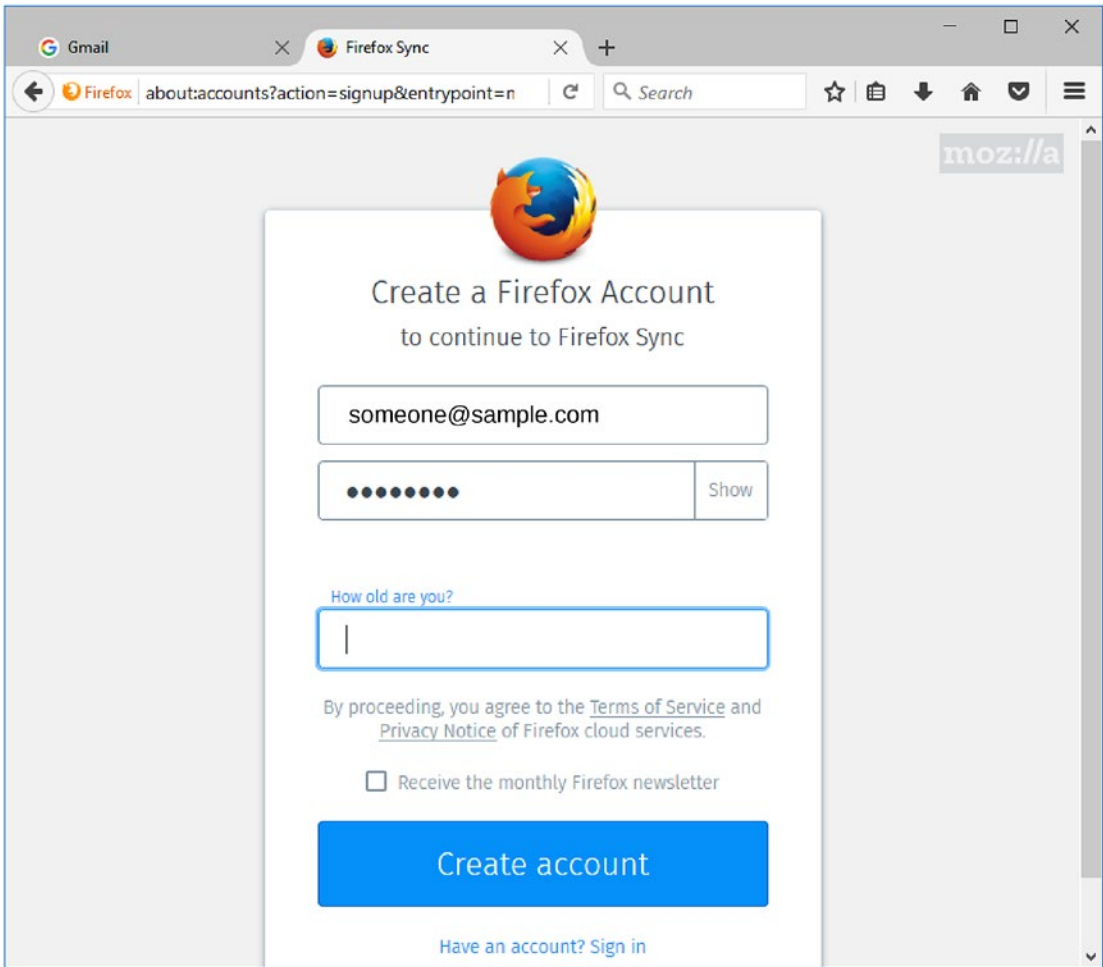 Gmail
Firefox Sync
Firefox
about:accounts?action=signup&entrypoint=n
Search
moz://a
Create a Firefox Account
to continue to Firefox Sync
someone@sample.com
●●●●●●●●
Show
How old are you?
By proceeding, you agree to the Terms of Service and
Privacy Notice of Firefox cloud services.
Receive the monthly Firefox newsletter
Create account
Have an account? Sign in